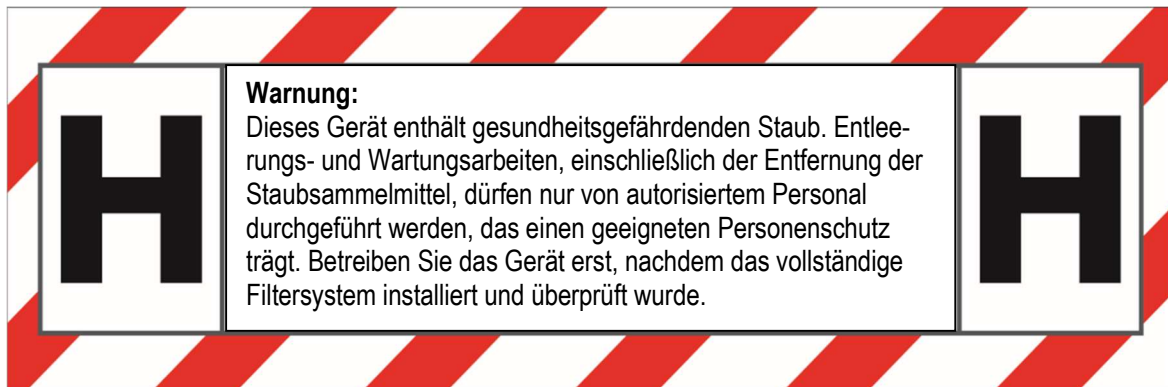 H
Warnung:
Dieses Gerät enthält gesundheitsgefährdenden Staub. Entlee-
rungs- und Wartungsarbeiten, einschließlich der Entfernung der
Staubsammelmittel, dürfen nur von autorisiertem Personal
durchgeführt werden, das einen geeigneten Personenschutz
trägt. Betreiben Sie das Gerät erst, nachdem das vollständige
Filtersystem installiert und überprüft wurde.
H